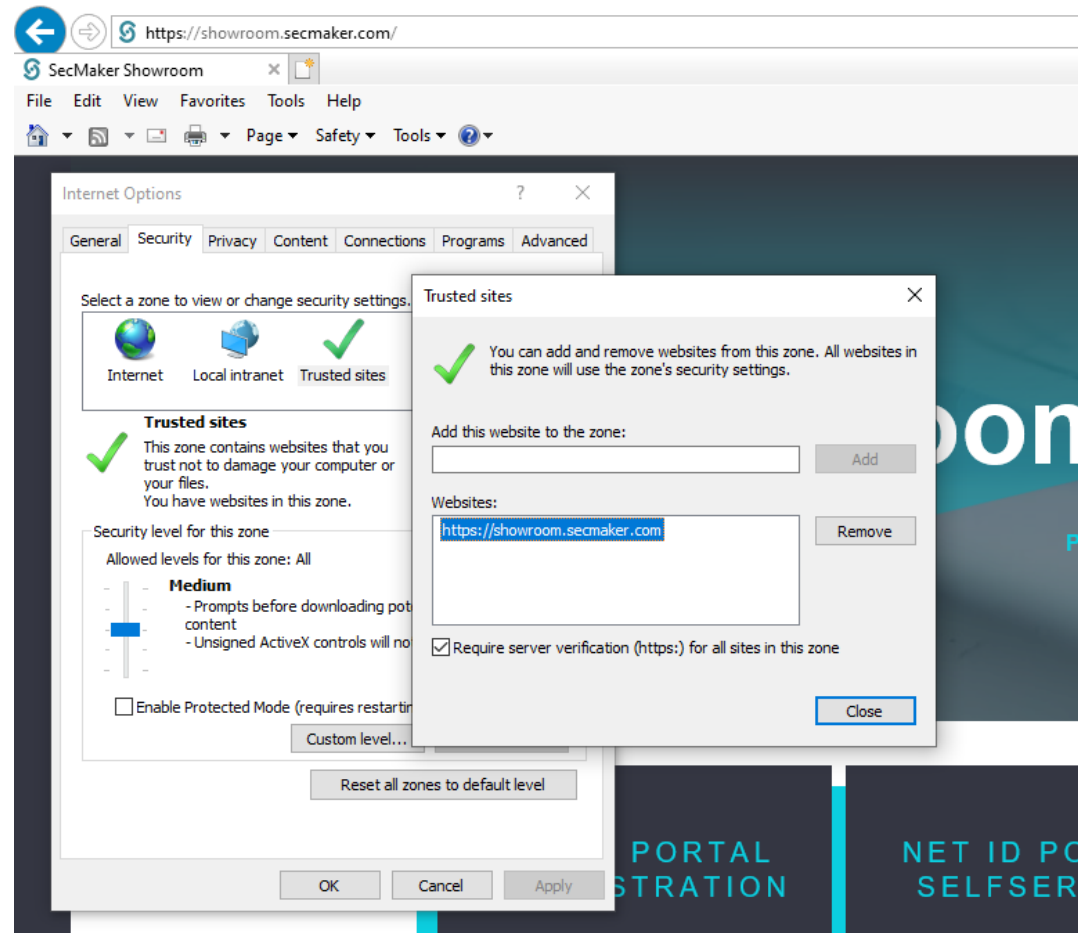 https://showroom.secmaker.com/
SecMaker Showroom
File Edit View Favorites Tools Help
Page Safety Tools
Internet Options
General Security Privacy Content Connections Programs Advanced
Select a zone to view or change security settings.
Internet Local intranet Trusted sites
Trusted sites
This zone contains websites that you
trust not to damage your computer or
your files.
You have websites in this zone.
Security level for this zone
Allowed levels for this zone: All
Medium
- Prompts before downloading
content
- Unsigned ActiveX controls will
Enable Protected Mode (requires
Custom level...
Reset all zones to default level
OK Cancel Apply
Trusted sites
You can add and remove websites from this zone. All websites in
this zone will use the zone's security settings.
Add this website to the zone:
Add
Websites:
https://showroom.secmaker.com
Remove
Require server verification (https:) for all sites in this zone
Close
PORTAL
NET ID